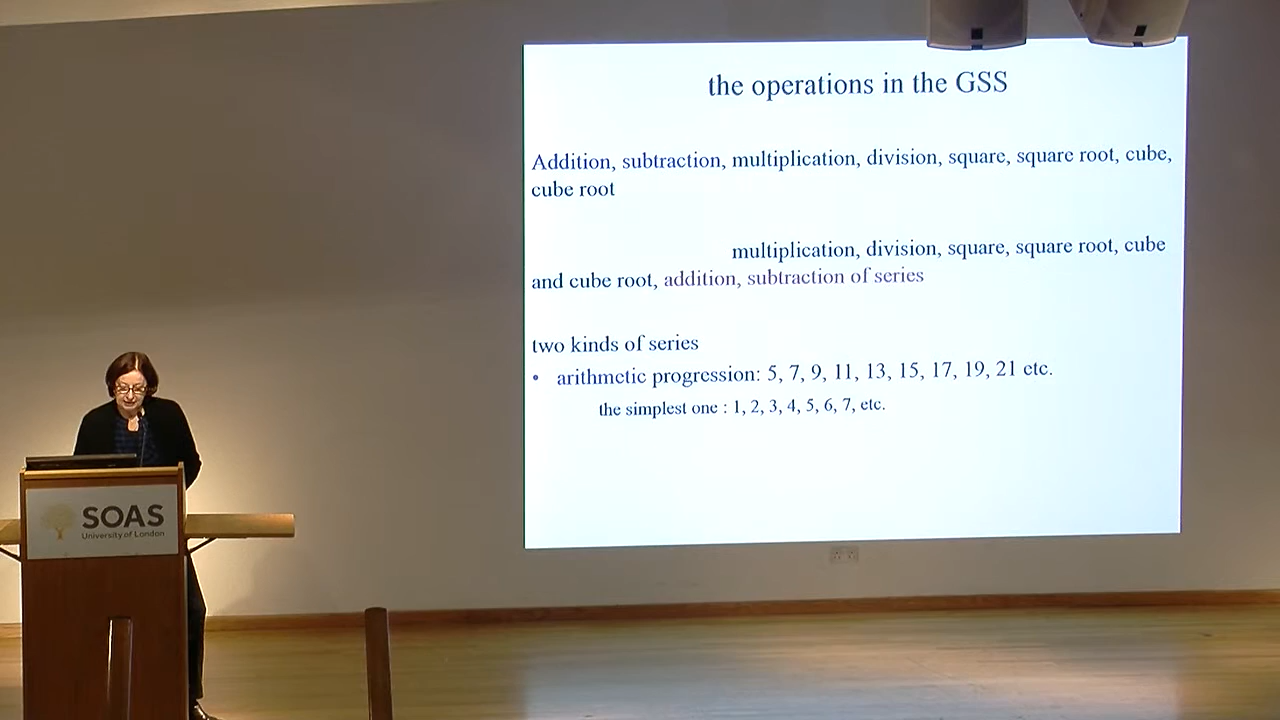 the operations in the GSS
Addition, subtraction, multiplication, division, square, square root, cube,
cube root
multiplication, division, square, square root, cube
and cube root, addition, subtraction of series
two kinds of series
• arithmetic progression: 5, 7, 9, 11, 13, 15, 17, 19, 21 etc.
the simplest one : 1, 2, 3, 4, 5, 6, 7, etc.
SOAS
University of London